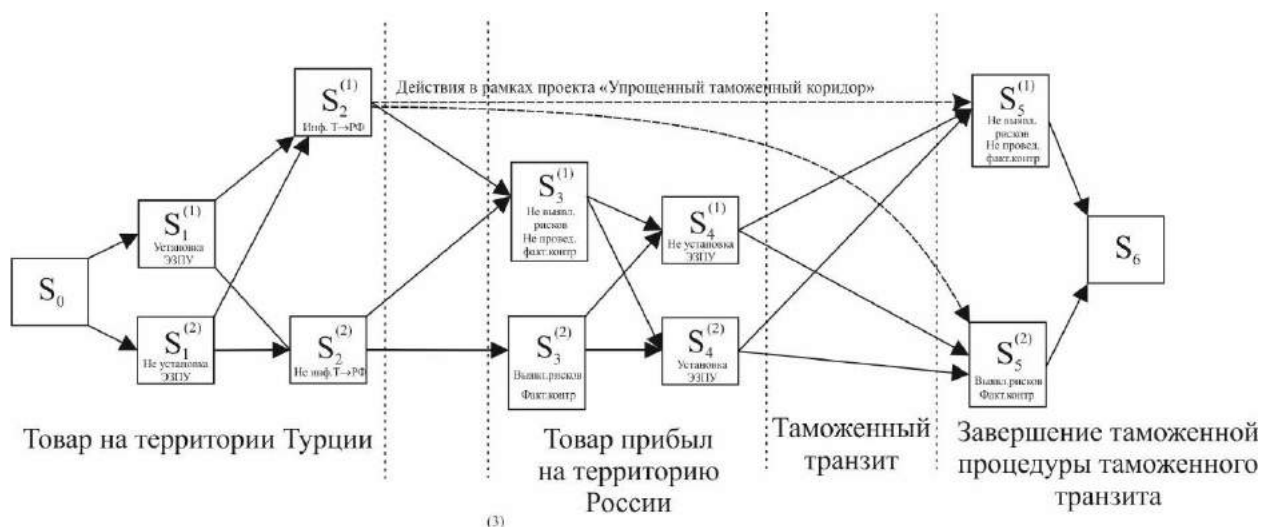 S₂⁽¹⁾
Инф. Т→РФ
Действия в рамках проекта «Упрощенный таможенный коридор»
S₅⁽¹⁾
Не выявл.
рисков
Не провед.
факт.контр
S₃⁽¹⁾
Не выявл.
рисков
Не провед.
факт.контр
S₁⁽¹⁾
Установка
ЭЗПУ
S₄⁽¹⁾
Не установка
ЭЗПУ
S₀
S₆
S₁⁽²⁾
Не установка
ЭЗПУ
S₂⁽²⁾
Не инф.Т→РФ
S₃⁽²⁾
Выявл.рисков
Факт.контр
S₄⁽²⁾
Установка
ЭЗПУ
S₅⁽²⁾
Выявл.рисков
Факт.контр
Товар на территории Турции
Товар прибыл
на территорию
России
Таможенный
транзит
Завершение таможенной
процедуры таможенного
транзита
(3)